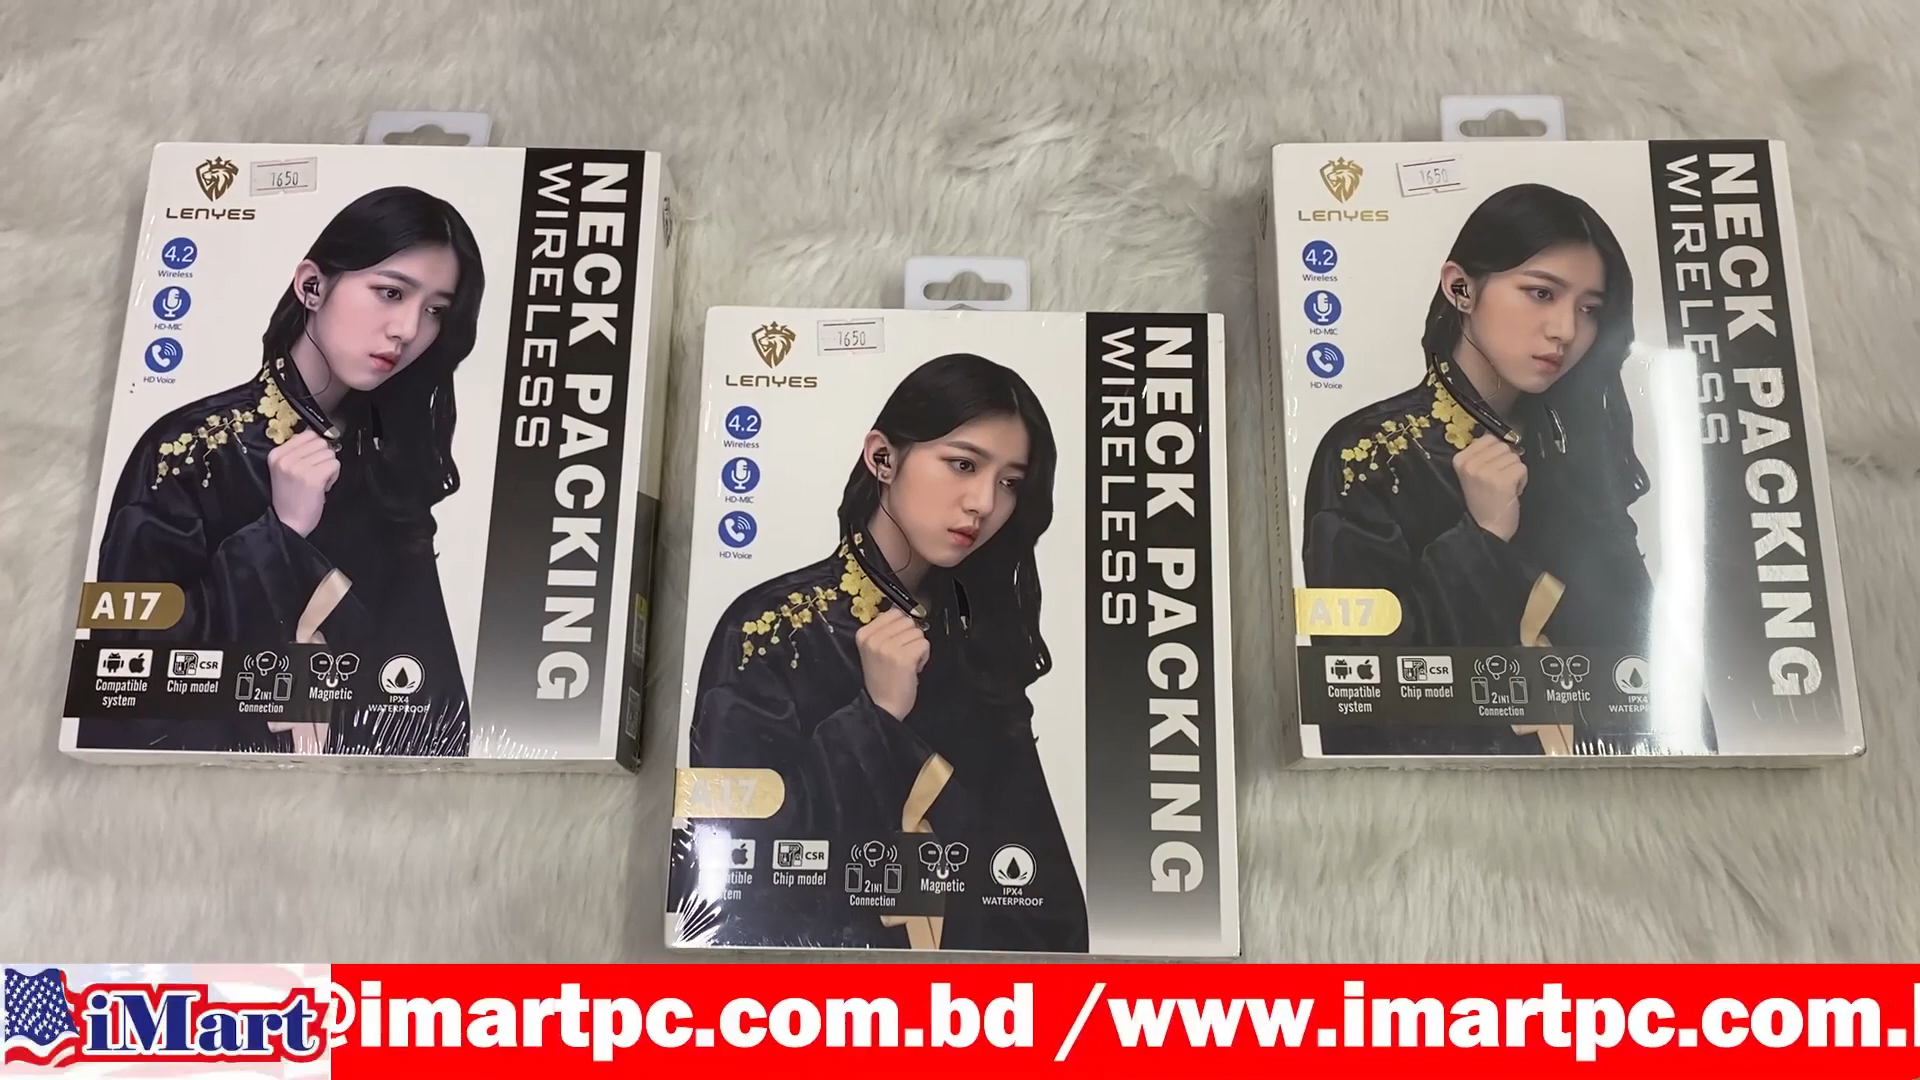 LENYES
1650
4.2
Wireless
HD-MIC
HD Voice
NECK PACKING
WIRELESS
A17
Compatible
system
CSR
Chip model
2IN1
Connection
Magnetic
IPX4
WATERPROOF
LENYES
1650
4.2
Wireless
HD-MIC
HD Voice
NECK PACKING
WIRELESS
A17
CSR
Chip model
2IN1
Connection
Magnetic
IPX4
WATERPROOF
LENYES
1650
4.2
Wireless
HD-MIC
HD Voice
NECK PACKING
WIRELESS
A17
Compatible
system
CSR
Chip model
2IN1
Connection
Magnetic
IPX4
WATERP
iMart
@imartpc.com.bd /www.imartpc.com.